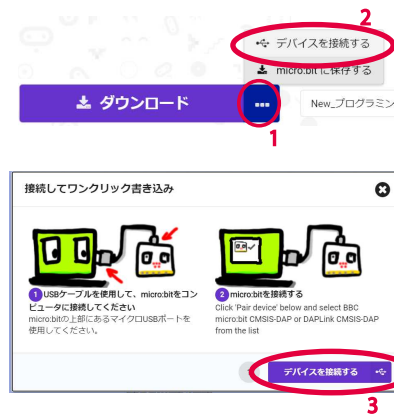 2
デバイスを接続する
micro:bit に保存する
ダウンロード
New_プログラミン
1
接続してワンクリック書き込み
1 USBケーブルを使用して、micro:bitをコン
ピュータに接続してください
micro:bitの上部にあるマイクロUSBポートを
使用してください。
2 micro:bitを接続する
Click 'Pair device' below and select BBC
micro:bit CMSIS-DAP or DAPLink CMSIS-DAP
from the list
デバイスを接続する
3